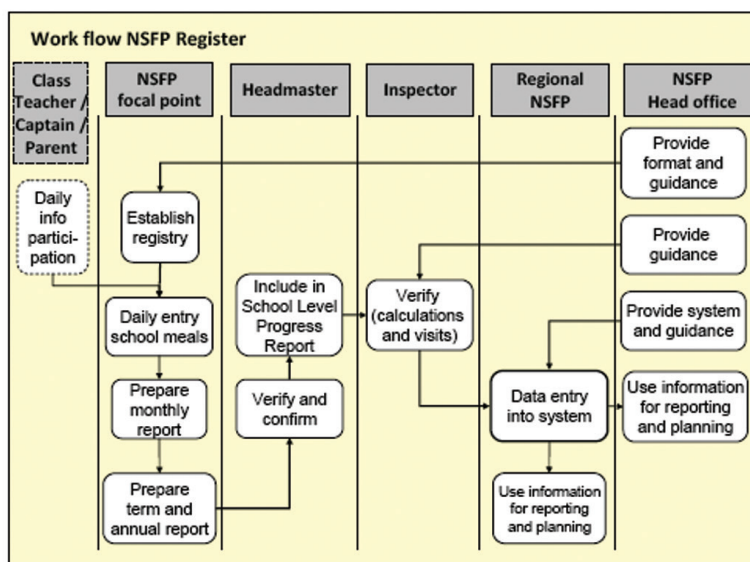 Work flow NSFP Register
Class
Teacher /
Captain /
Parent
NSFP
focal point
Headmaster
Inspector
Regional
NSFP
NSFP
Head office
Provide
format and
guidance
Daily
info
partici-
pation
Establish
registry
Provide
guidance
Include in
School Level
Progress
Report
Verify
(calculations
and visits)
Daily entry
school meals
Provide system
and guidance
Prepare
monthly
report
Verify and
confirm
Data entry
into system
Use information
for reporting
and planning
Prepare
term and
annual report
Use information
for reporting
and planning